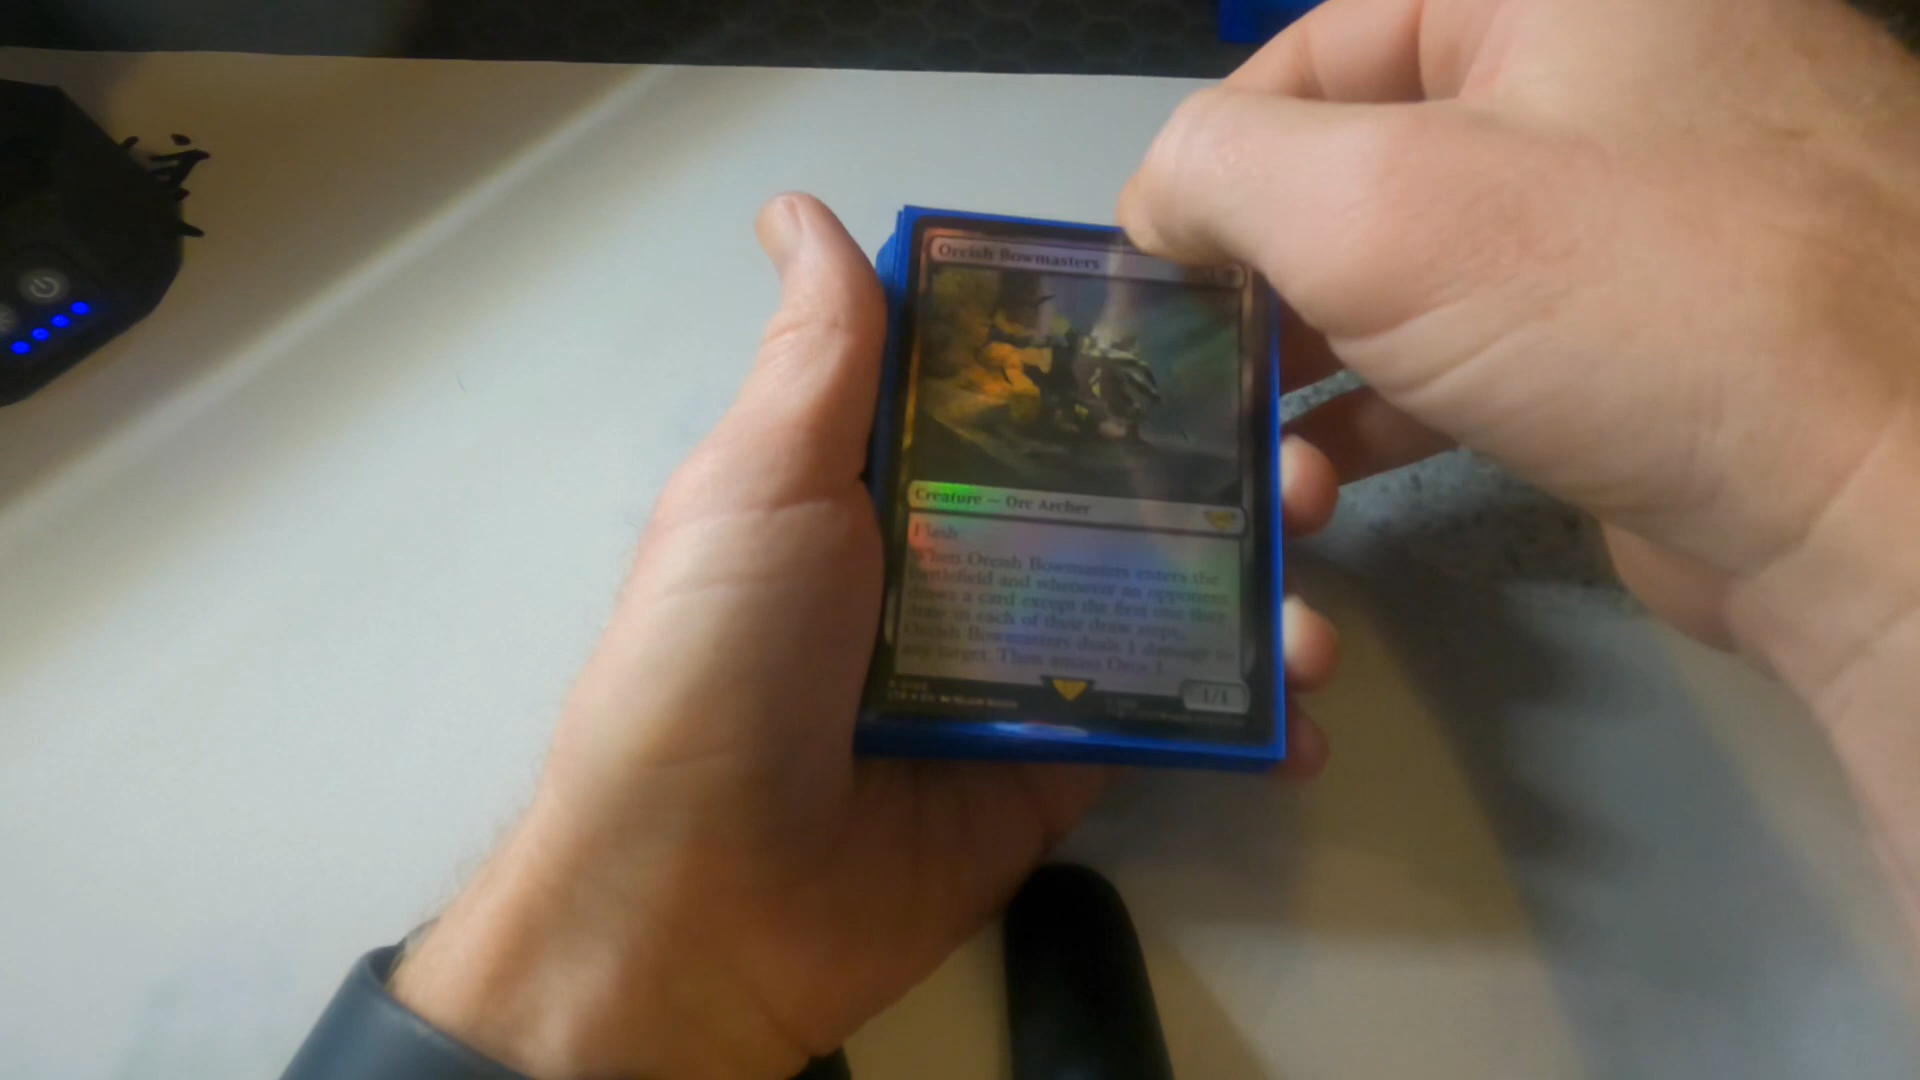 Orcish Bowmasters
Creature — Orc Archer
Flash
When Orcish Bowmasters enters the
battlefield and whenever an opponent
draws a card except the first one they
draw in each of their draw steps,
Orcish Bowmasters deals 1 damage to
any target. Then amass Orcs 1.
1/1